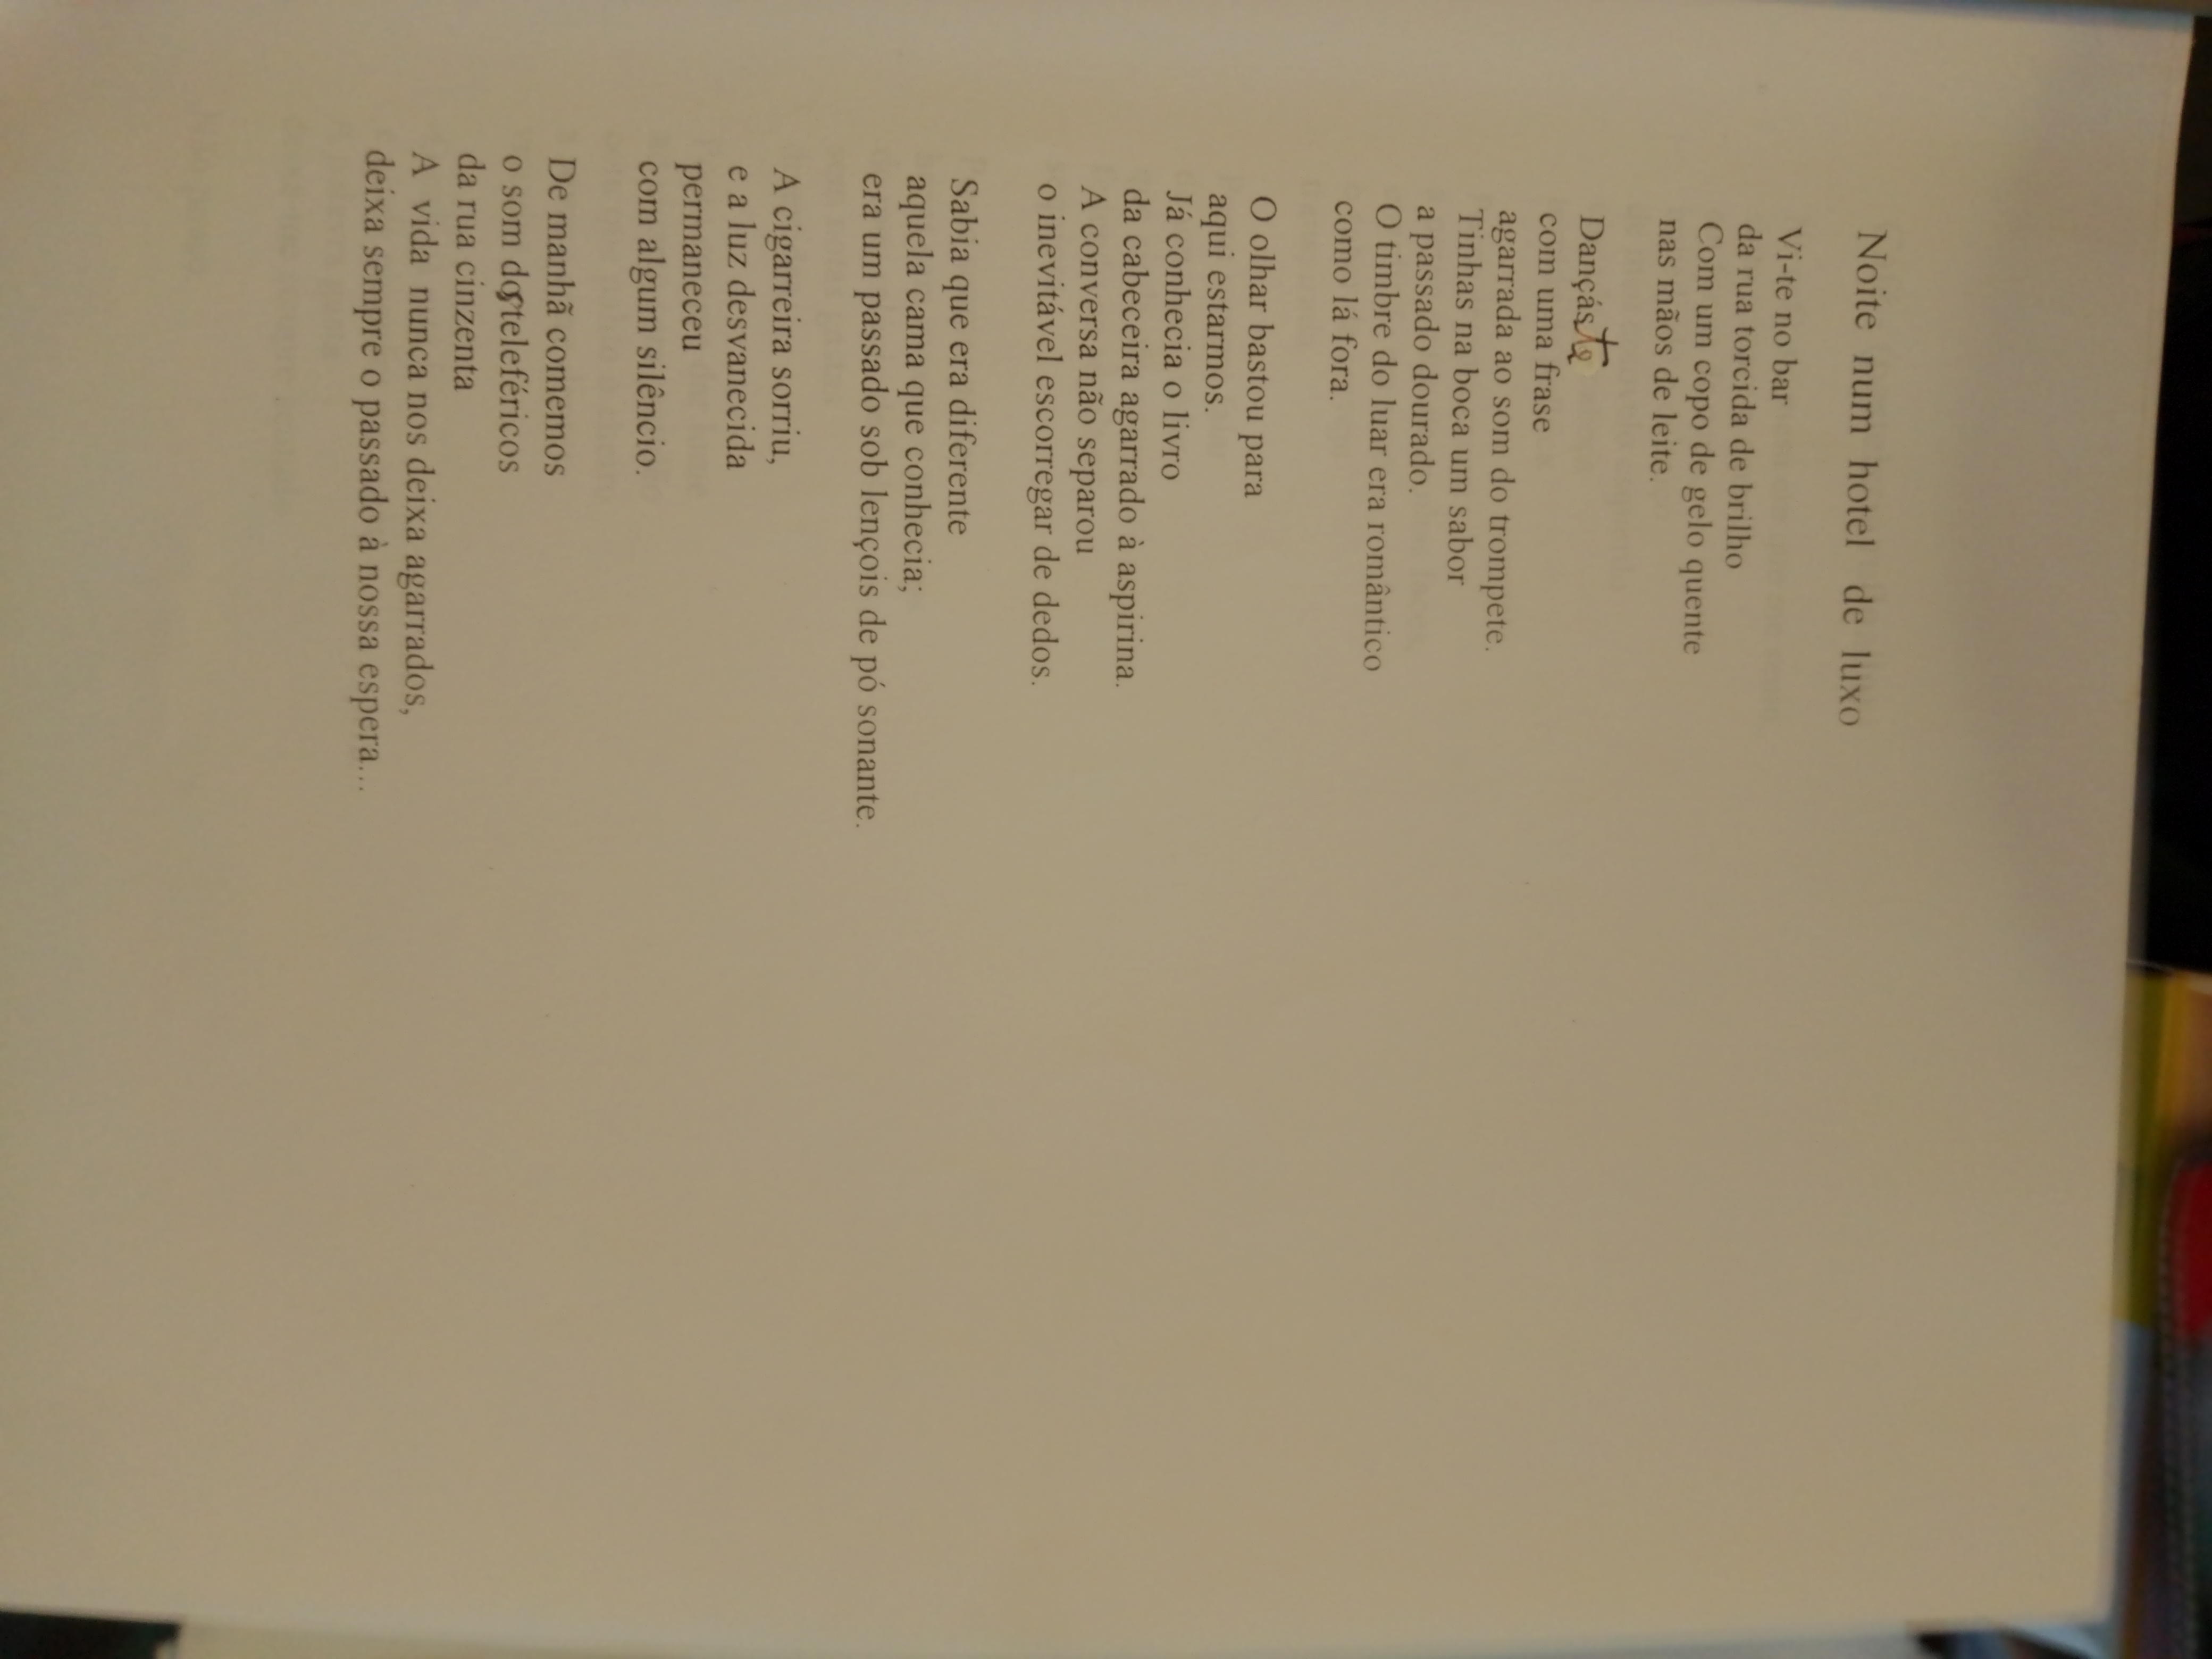 Noite num hotel de luxo
Vi-te no bar
da rua torcida de brilho
Com um copo de gelo quente
nas mãos de leite.
Dançáste
com uma frase
agarrada ao som do trompete.
Tinhas na boca um sabor
a passado dourado.
O timbre do luar era romântico
como lá fora.
O olhar bastou para
aqui estarmos.
Já conhecia o livro
da cabeceira agarrado à aspirina.
A conversa não separou
o inevitável escorregar de dedos.
Sabia que era diferente
aquela cama que conhecia;
era um passado sob lençois de pó sonante.
A cigarreira sorriu,
e a luz desvanecida
permaneceu
com algum silêncio.
De manhã comemos
o som dos teleféricos
da rua cinzenta
A vida nunca nos deixa agarrados,
deixa sempre o passado à nossa espera...